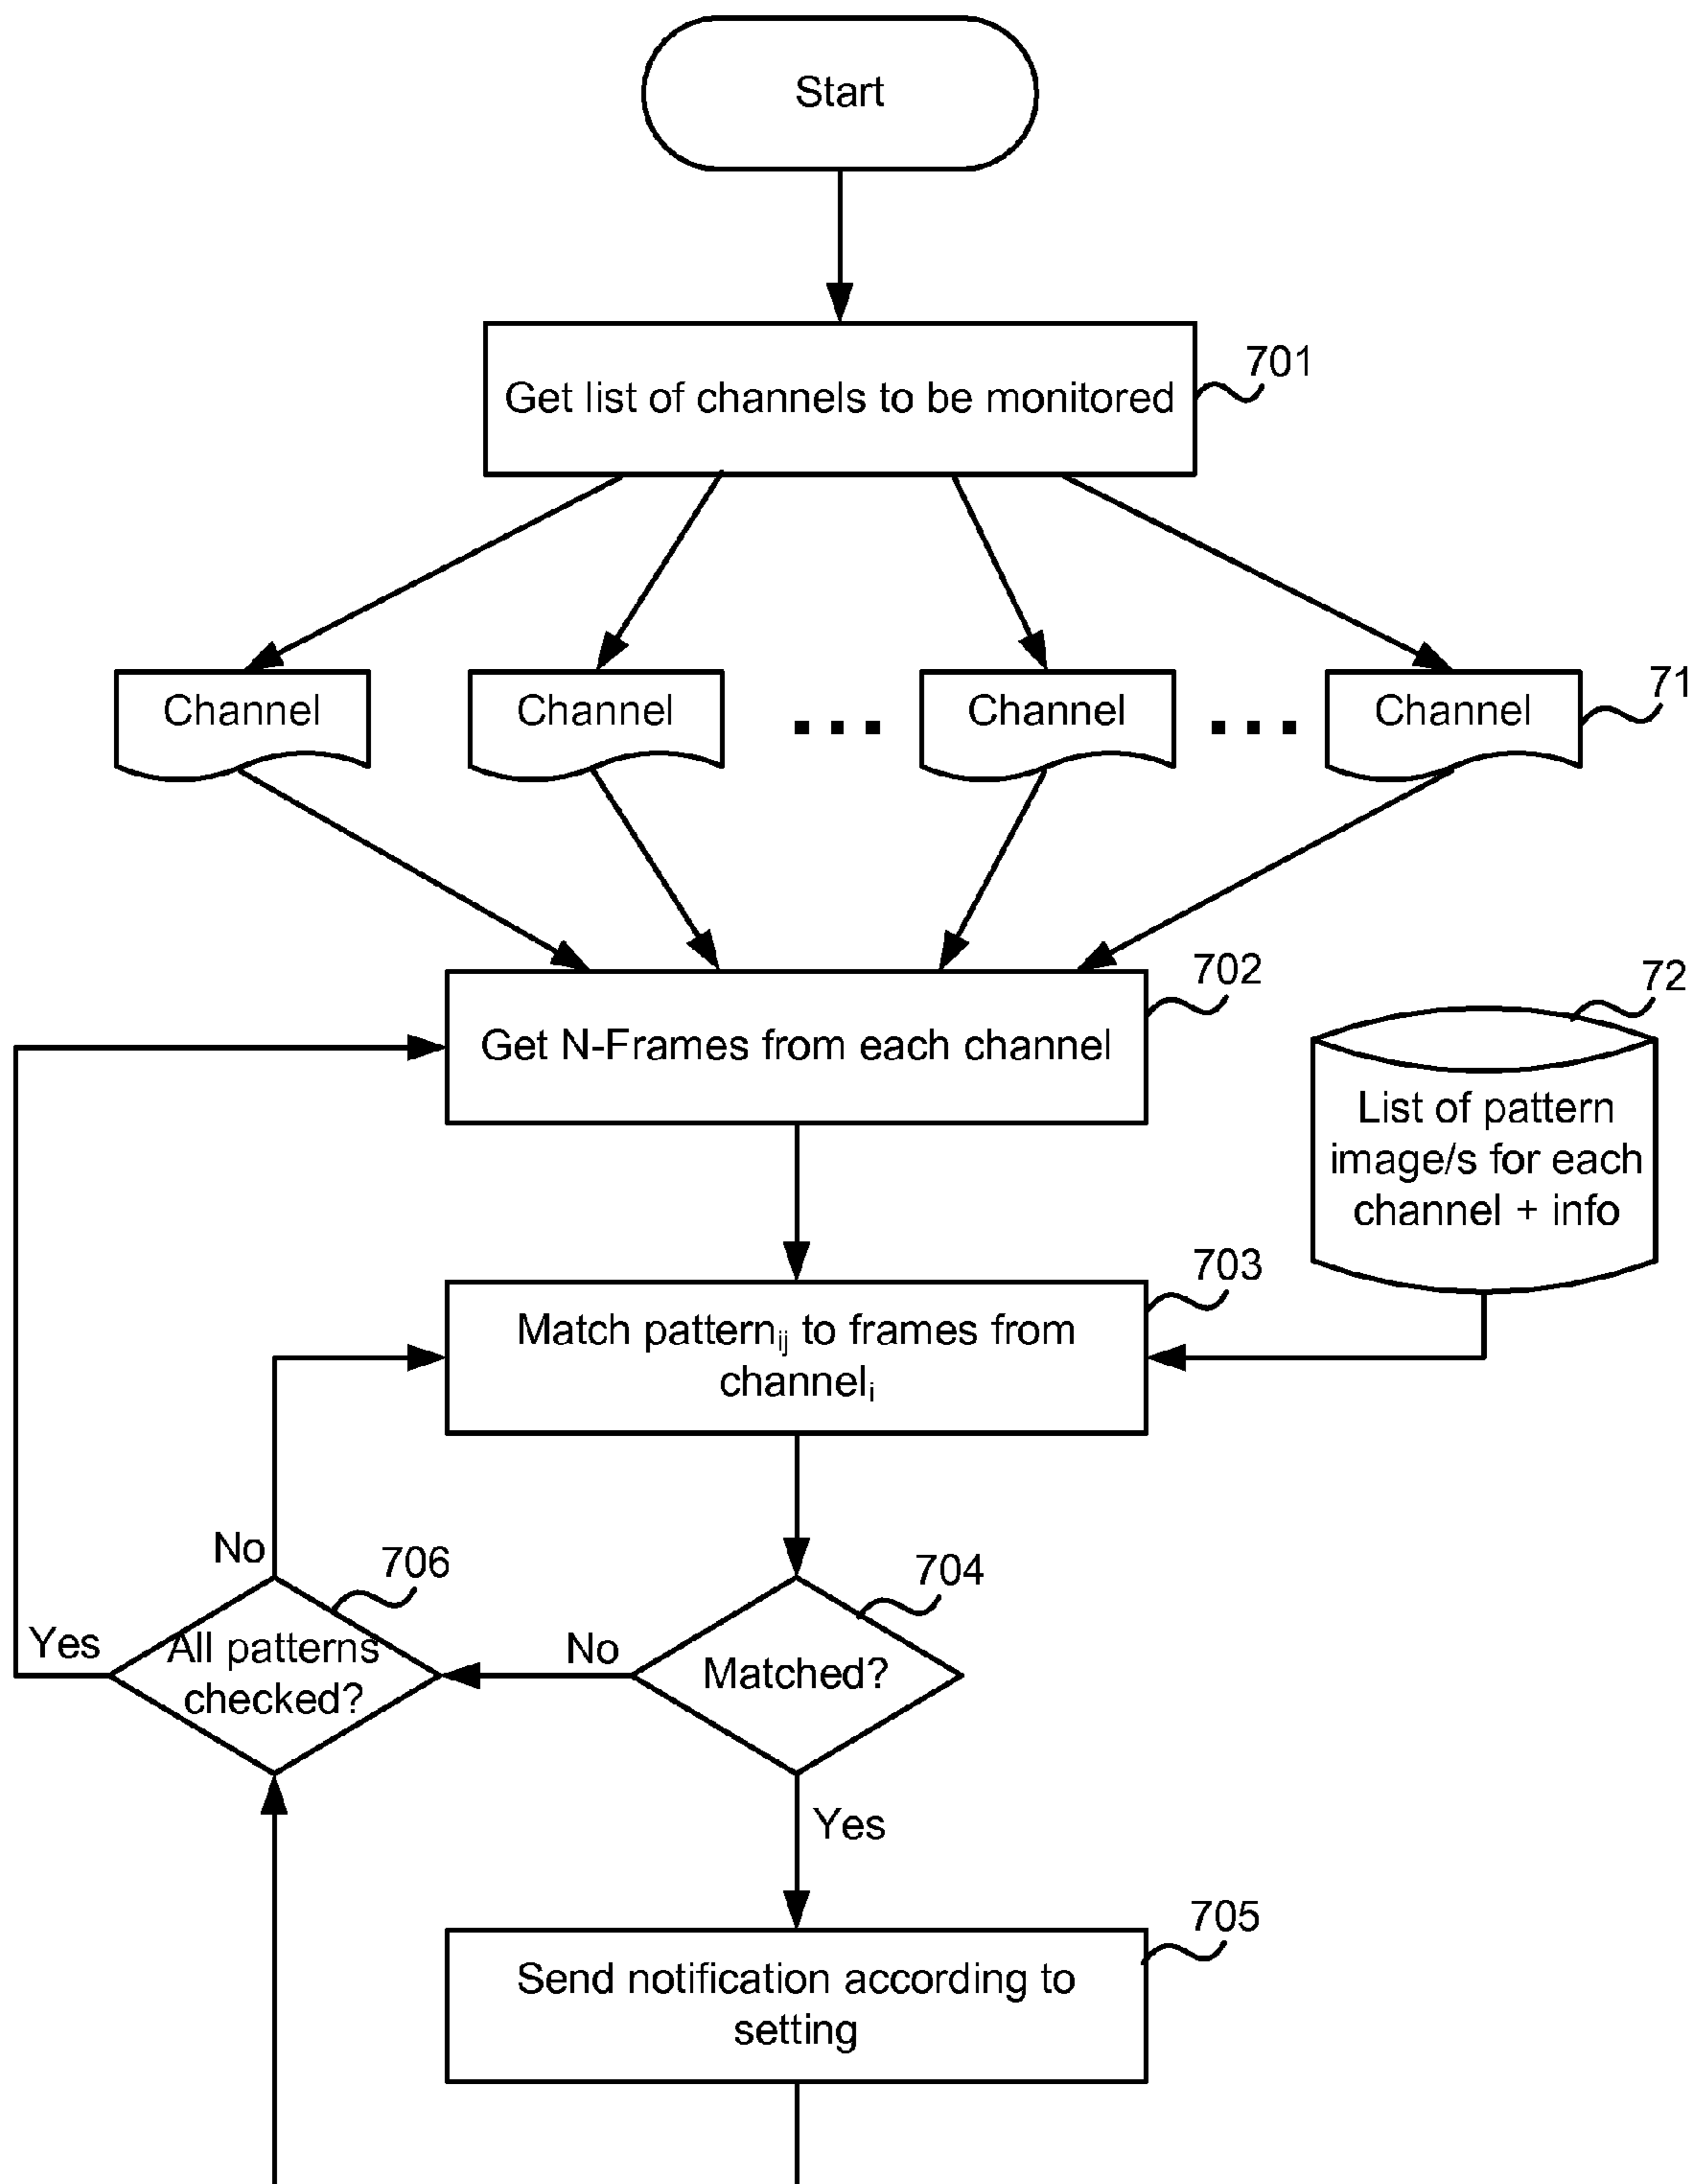 Start
Get list of channels to be monitored
701
Channel
Channel
...
Channel
...
Channel
71
702
Get N-Frames from each channel
72
List of pattern
image/s for each
channel + info
703
Match patternij to frames from
channeli
No
706
704
Yes
All patterns
checked?
No
Matched?
Yes
705
Send notification according to
setting